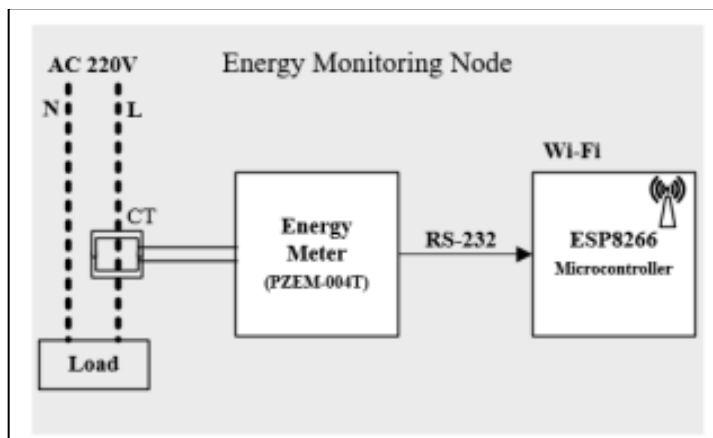 AC 220V
Energy Monitoring Node
N
L
Wi-Fi
CT
Energy
Meter
(PZEM-004T)
RS-232
ESP8266
Microcontroller
Load